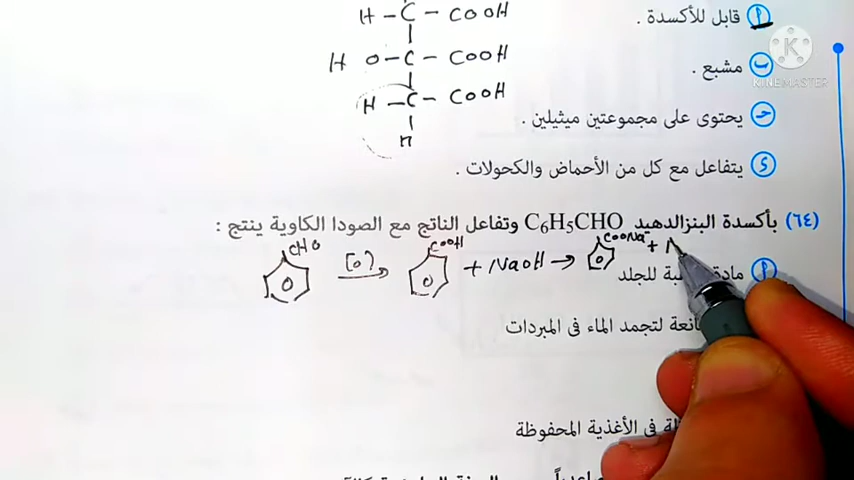 H - C - COOH
أ قابل للأكسدة .
H O - C - COOH
ب مشبع .
KINEMASTER
H - C - COOH
حـ يحتوى على مجموعتين ميثيلين .
H
ى يتفاعل مع كل من الأحماض والكحولات .
(٦٤) بأكسدة البنزالدهيد C₆H₅CHO وتفاعل الناتج مع الصودا الكاوية ينتج :
CHO [O] COOH + NaOH → COONa +
أ مادة للجلد
لتجمد الماء فى المبردات
فى الأغذية المحفوظة